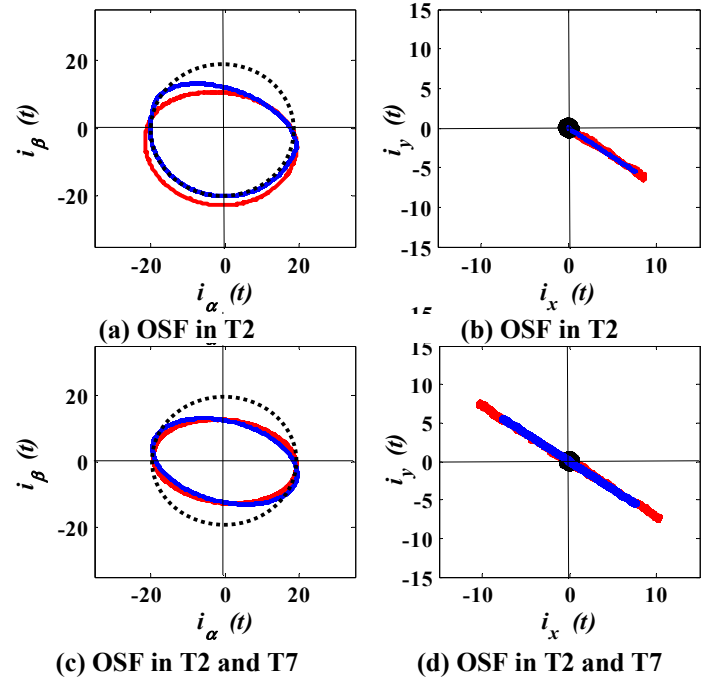 20
0
-20
i_β (t)
-20 0 20
i_α (t)
(a) OSF in T2
15
10
5
0
-5
-10
-15
i_y (t)
-10 0 10
i_x (t)
(b) OSF in T2
20
0
-20
i_β (t)
-20 0 20
i_α (t)
(c) OSF in T2 and T7
15
10
5
0
-5
-10
-15
i_y (t)
-10 0 10
i_x (t)
(d) OSF in T2 and T7